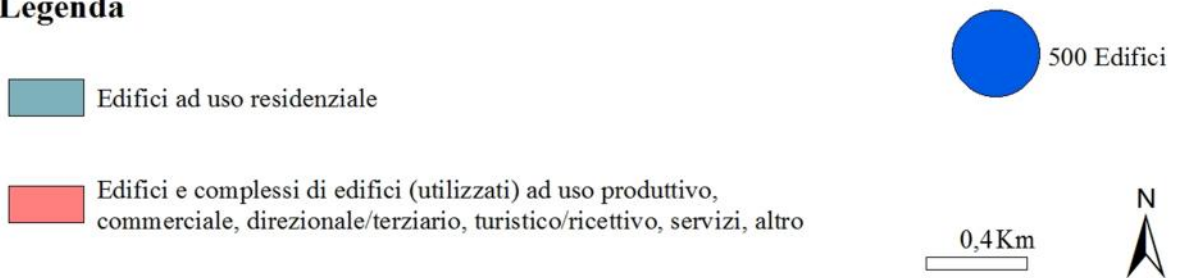 Legenda
500 Edifici
Edifici ad uso residenziale
Edifici e complessi di edifici (utilizzati) ad uso produttivo,
commerciale, direzionale/terziario, turistico/ricettivo, servizi, altro
N
0,4Km